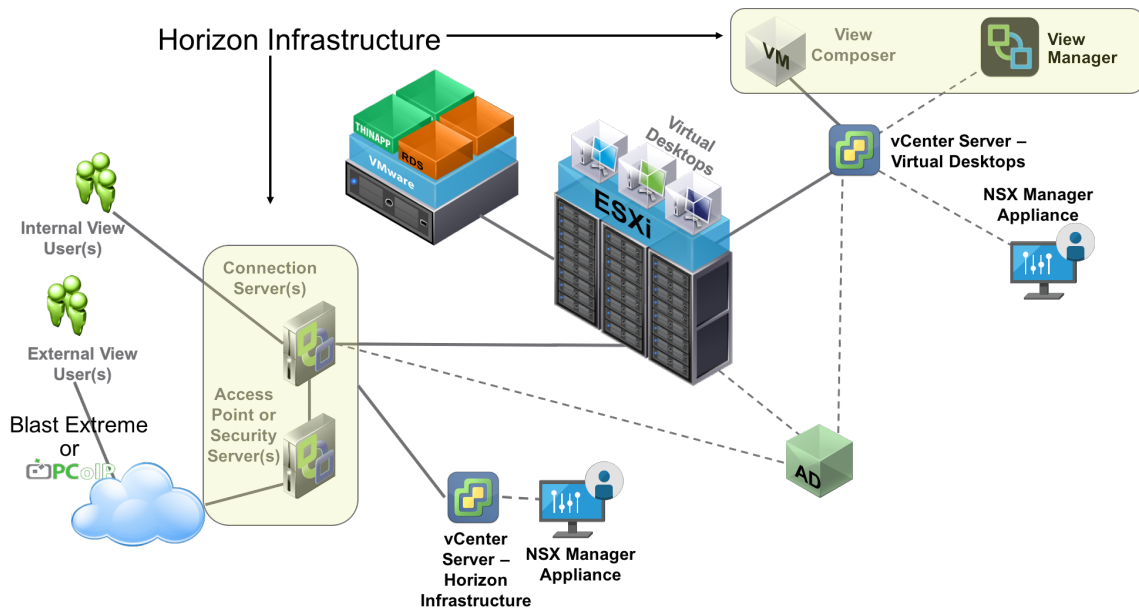 Horizon Infrastructure
VM
View
Composer
View
Manager
THINAPP
RDS
VMware
Virtual
Desktops
ESXi
vCenter Server –
Virtual Desktops
NSX Manager
Appliance
Internal View
User(s)
Connection
Server(s)
External View
User(s)
Access
Point or
Security
Server(s)
Blast Extreme
or
PCoIP
AD
vCenter
Server –
Horizon
Infrastructure
NSX Manager
Appliance